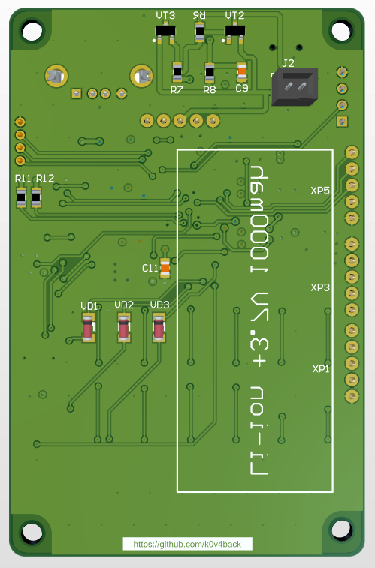 VT3 R9 VT2
J2
R7 R8 C9
R11 R12
XP5
C11
XP3
VD1 VD2 VD3
XP1
Li-ion +3.7V 1000mah
https://github.com/k0v4back